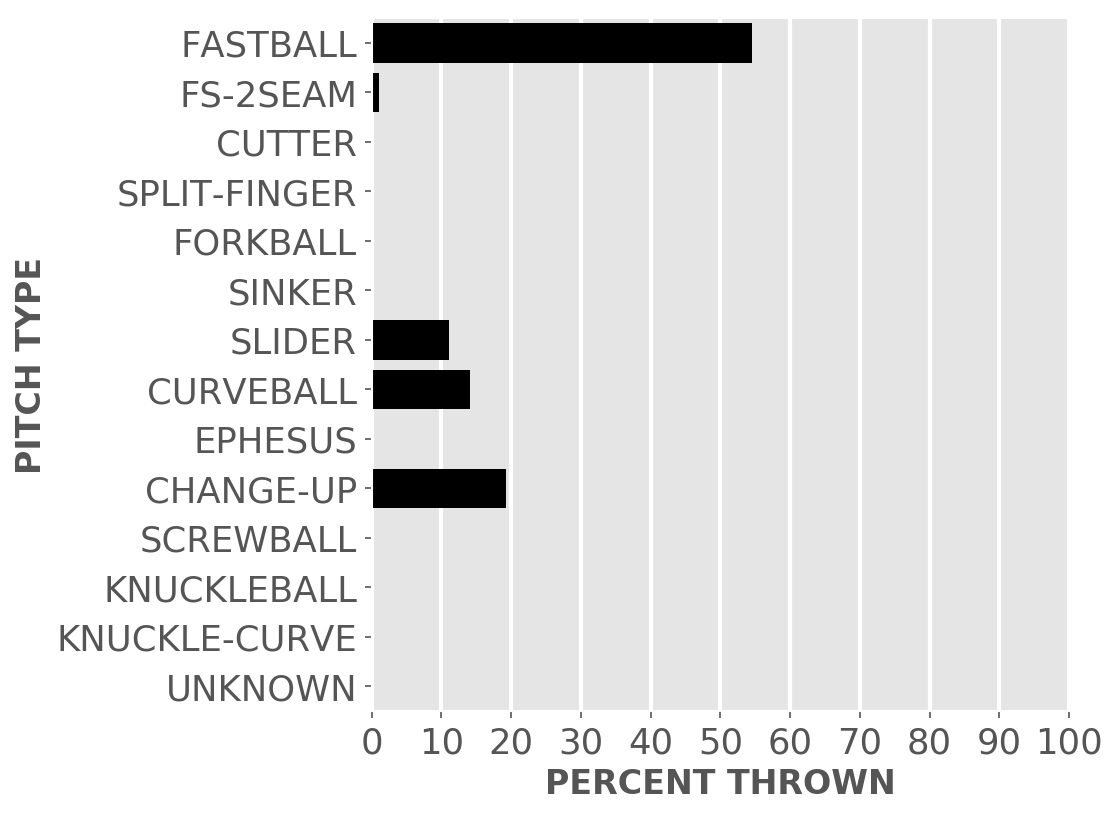 PITCH TYPE
FASTBALL
FS-2SEAM
CUTTER
SPLIT-FINGER
FORKBALL
SINKER
SLIDER
CURVEBALL
EPHESUS
CHANGE-UP
SCREWBALL
KNUCKLEBALL
KNUCKLE-CURVE
UNKNOWN
0 10 20 30 40 50 60 70 80 90 100
PERCENT THROWN